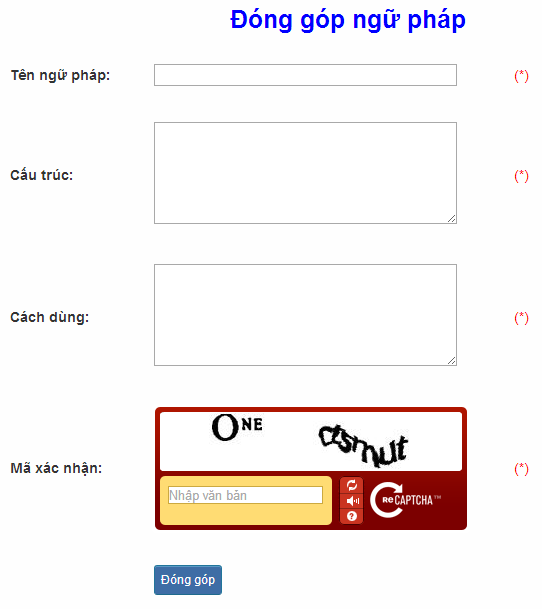 Đóng góp ngữ pháp
Tên ngữ pháp: (*)
Cấu trúc: (*)
Cách dùng: (*)
ONE
Mã xác nhận: (*)
Nhập văn bản
reCAPTCHA™
Đóng góp